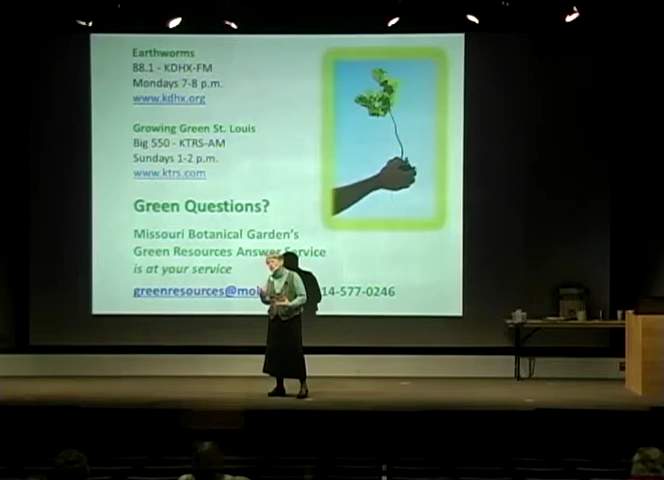 Earthworms
88.1 - KDHX-FM
Mondays 7-8 p.m.
www.kdhx.org
Growing Green St. Louis
Big 550 - KTRS-AM
Sundays 1-2 p.m.
www.ktrs.com
Green Questions?
Missouri Botanical Garden's
Green Resources Answer Service
is at your service
greenresources@mo 14-577-0246